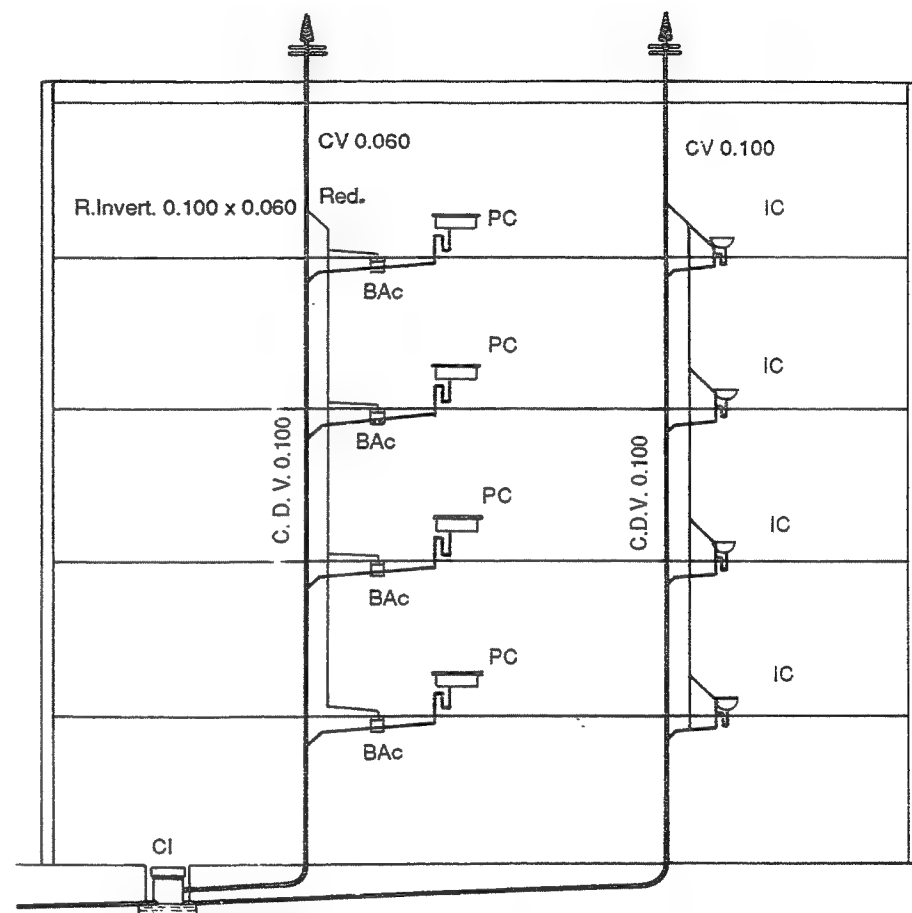 CV 0.060
CV 0.100
R.Invert. 0.100 x 0.060
Red.
PC
IC
BAc
PC
IC
BAc
C. D. V. 0.100
C.D.V. 0.100
PC
IC
BAc
PC
IC
BAc
CI